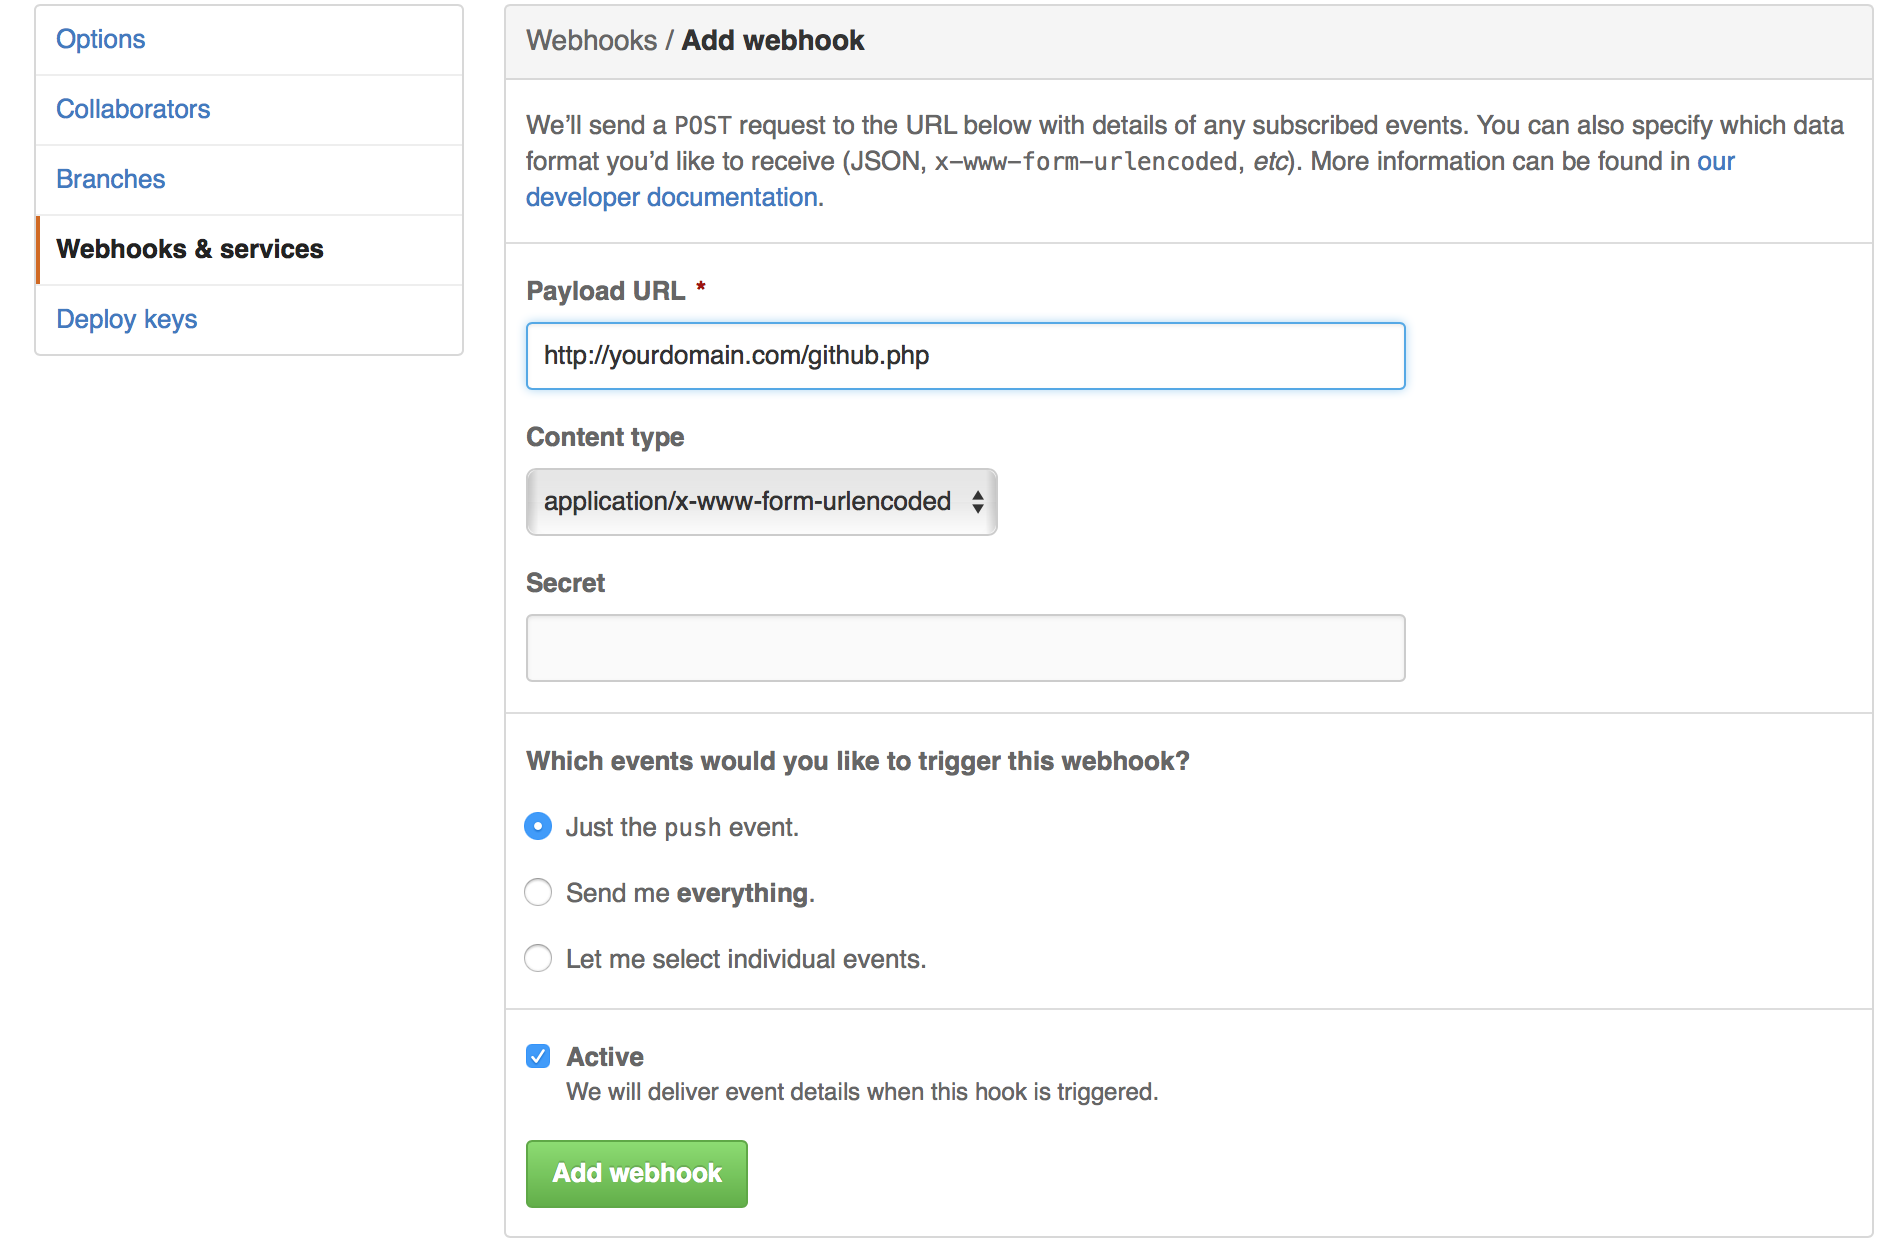 Options
Collaborators
Branches
Webhooks & services
Deploy keys
Webhooks / Add webhook
We’ll send a POST request to the URL below with details of any subscribed events. You can also specify which data
format you’d like to receive (JSON, x-www-form-urlencoded, etc). More information can be found in our
developer documentation.
Payload URL *
http://yourdomain.com/github.php
Content type
application/x-www-form-urlencoded
Secret
Which events would you like to trigger this webhook?
Just the push event.
Send me everything.
Let me select individual events.
Active
We will deliver event details when this hook is triggered.
Add webhook